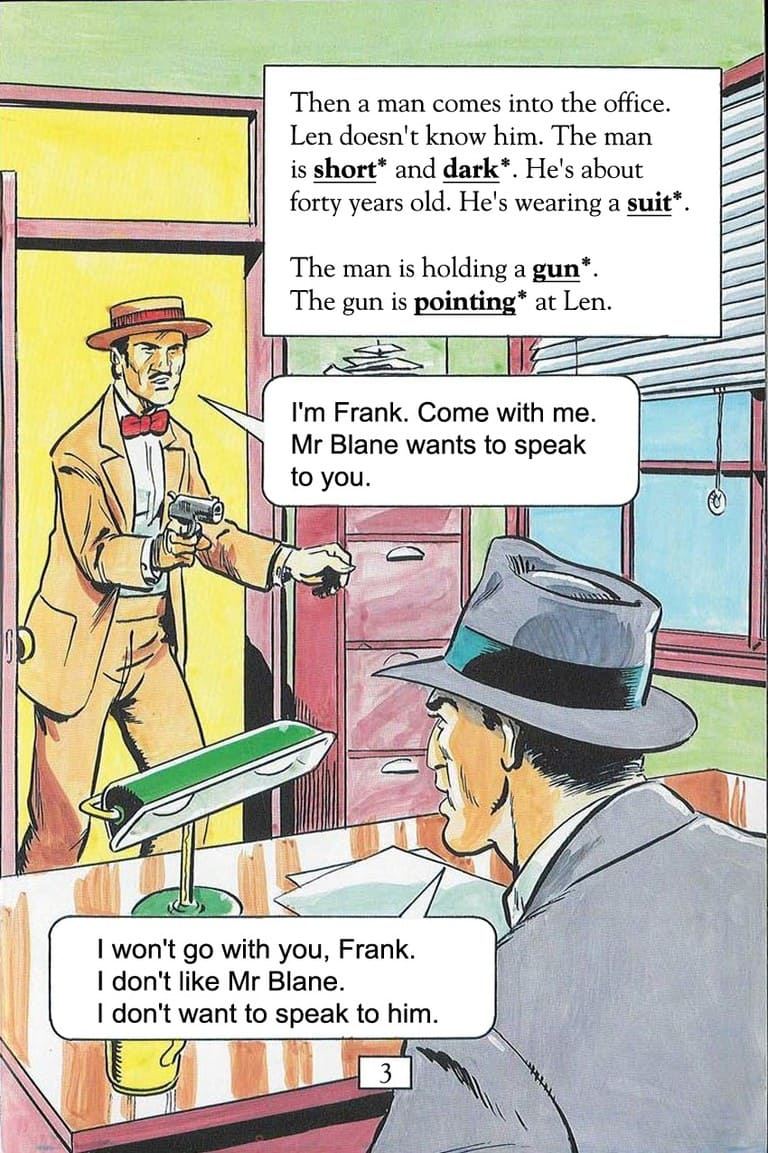 Then a man comes into the office.
Len doesn't know him. The man
is short* and dark*. He's about
forty years old. He's wearing a suit*.
The man is holding a gun*.
The gun is pointing* at Len.
I'm Frank. Come with me.
Mr Blane wants to speak
to you.
I won't go with you, Frank.
I don't like Mr Blane.
I don't want to speak to him.
3